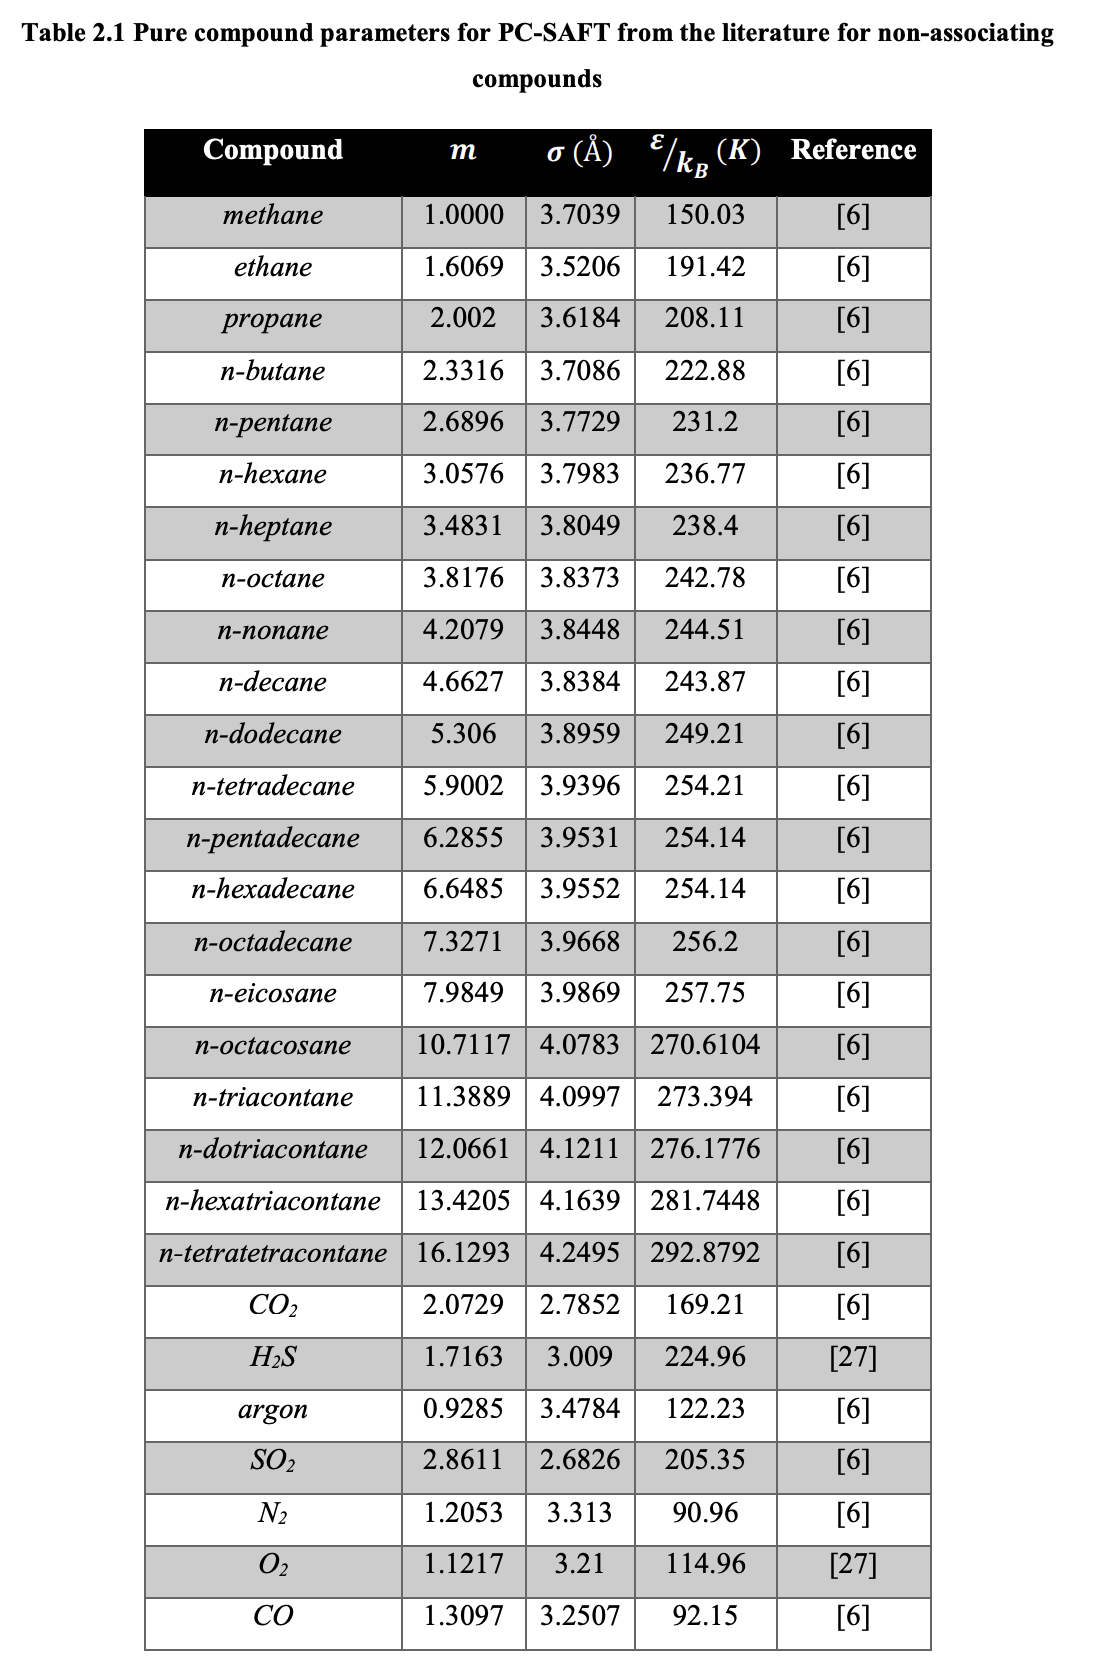 Table 2.1 Pure compound parameters for PC-SAFT from the literature for non-associating
compounds
Compound m σ (Å) ε/k_B (K) Reference
methane 1.0000 3.7039 150.03 [6]
ethane 1.6069 3.5206 191.42 [6]
propane 2.002 3.6184 208.11 [6]
n-butane 2.3316 3.7086 222.88 [6]
n-pentane 2.6896 3.7729 231.2 [6]
n-hexane 3.0576 3.7983 236.77 [6]
n-heptane 3.4831 3.8049 238.4 [6]
n-octane 3.8176 3.8373 242.78 [6]
n-nonane 4.2079 3.8448 244.51 [6]
n-decane 4.6627 3.8384 243.87 [6]
n-dodecane 5.306 3.8959 249.21 [6]
n-tetradecane 5.9002 3.9396 254.21 [6]
n-pentadecane 6.2855 3.9531 254.14 [6]
n-hexadecane 6.6485 3.9552 254.14 [6]
n-octadecane 7.3271 3.9668 256.2 [6]
n-eicosane 7.9849 3.9869 257.75 [6]
n-octacosane 10.7117 4.0783 270.6104 [6]
n-triacontane 11.3889 4.0997 273.394 [6]
n-dotriacontane 12.0661 4.1211 276.1776 [6]
n-hexatriacontane 13.4205 4.1639 281.7448 [6]
n-tetratetracontane 16.1293 4.2495 292.8792 [6]
CO₂ 2.0729 2.7852 169.21 [6]
H₂S 1.7163 3.009 224.96 [27]
argon 0.9285 3.4784 122.23 [6]
SO₂ 2.8611 2.6826 205.35 [6]
N₂ 1.2053 3.313 90.96 [6]
O₂ 1.1217 3.21 114.96 [27]
CO 1.3097 3.2507 92.15 [6]